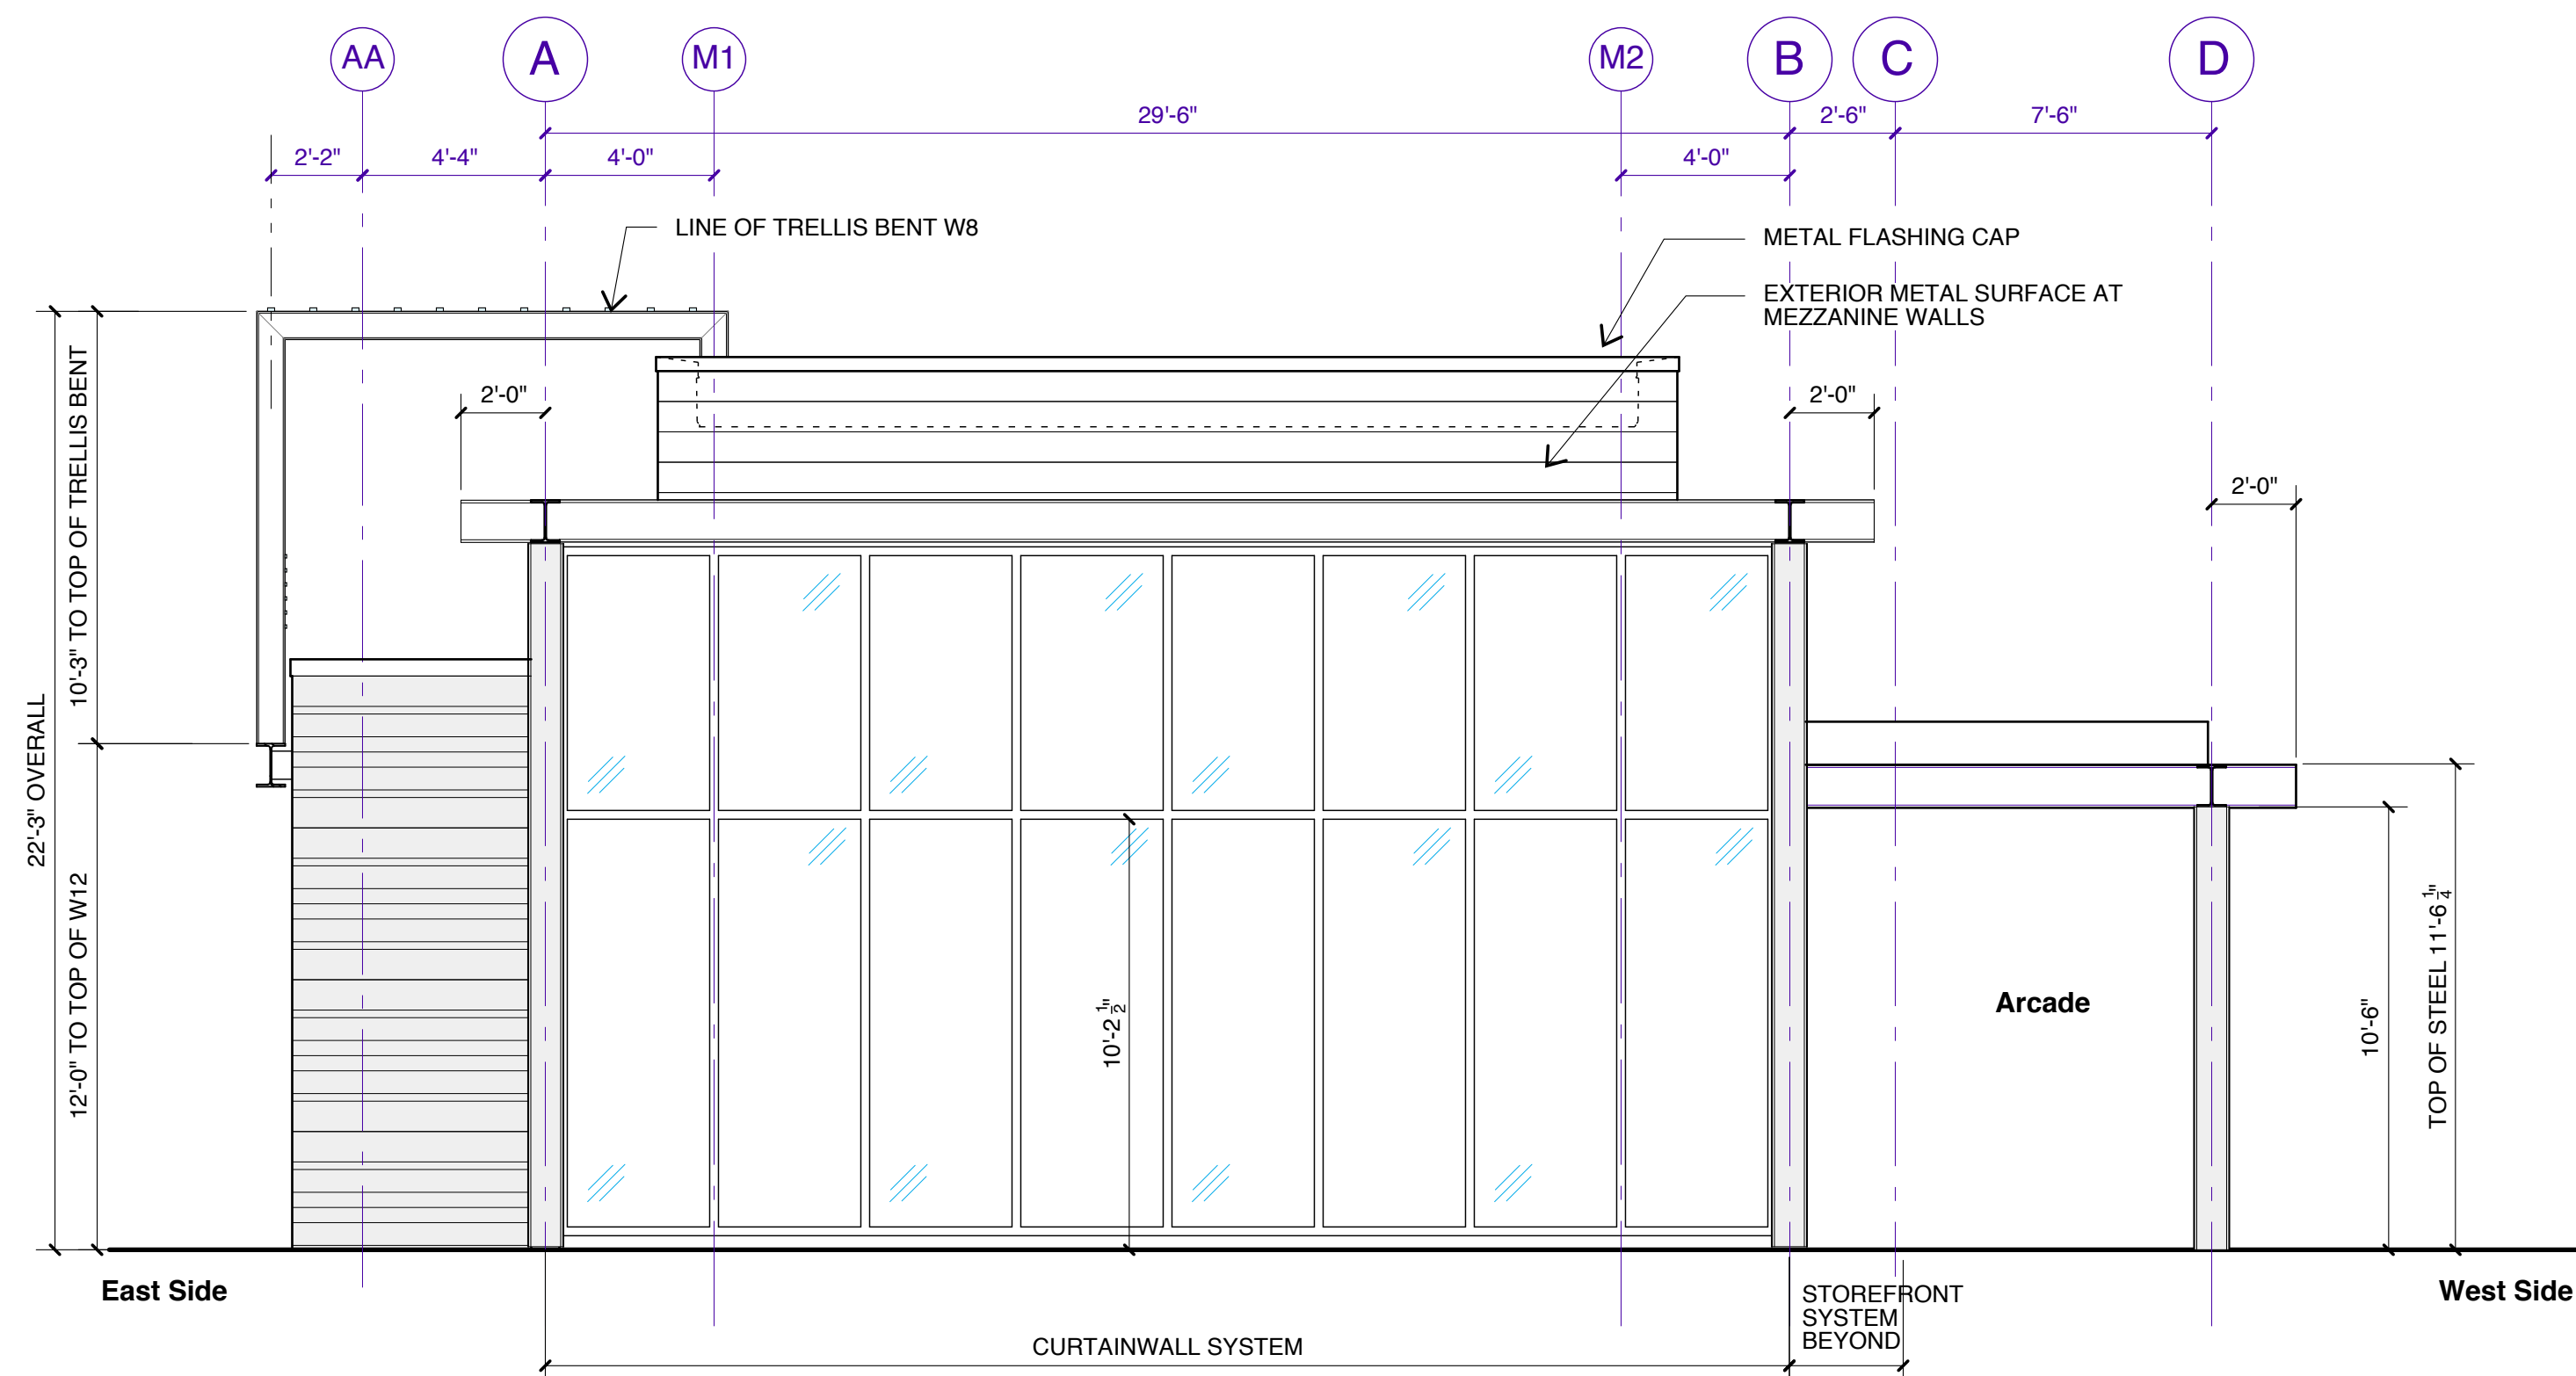 AA
A
M1
M2
B
C
D
29'-6"
2'-6"
7'-6"
2'-2"
4'-4"
4'-0"
4'-0"
LINE OF TRELLIS BENT W8
METAL FLASHING CAP
EXTERIOR METAL SURFACE AT
MEZZANINE WALLS
2'-0"
2'-0"
2'-0"
10'-3" TO TOP OF TRELLIS BENT
22'-3" OVERALL
12'-0" TO TOP OF W12
10'-2 1/2"
Arcade
10'-6"
TOP OF STEEL 11'-6 1/4"
East Side
West Side
STOREFRONT
SYSTEM
BEYOND
CURTAINWALL SYSTEM